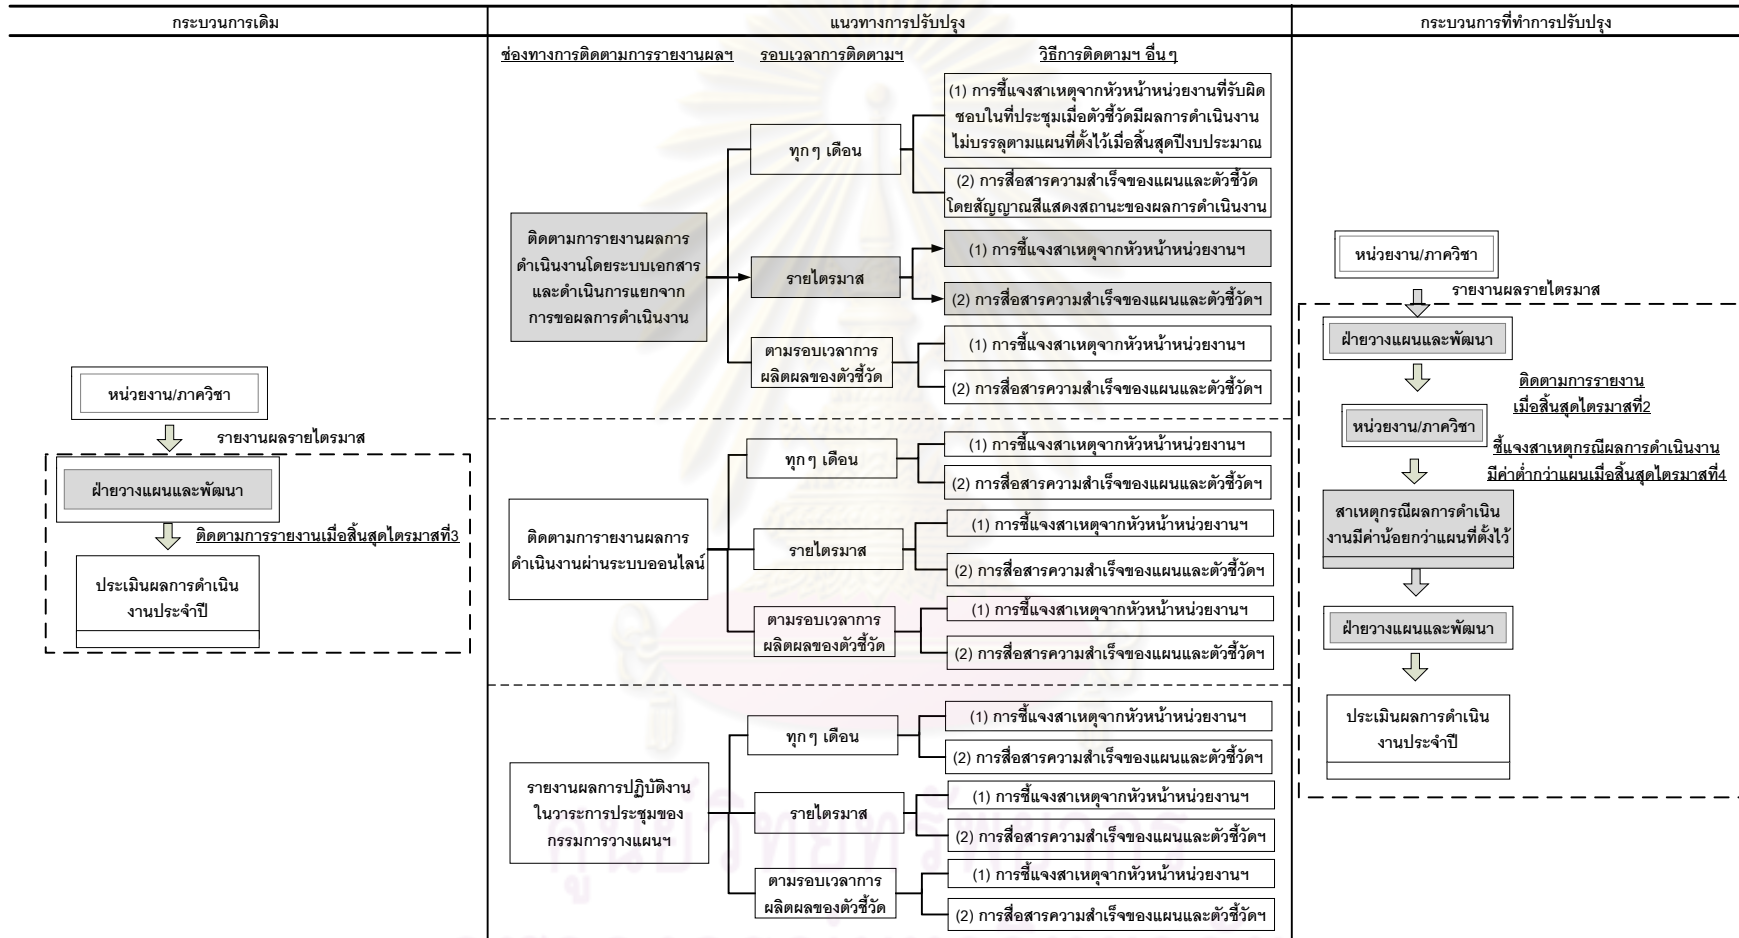 กระบวนการเดิม
แนวทางการปรับปรุง
กระบวนการที่ทำการปรับปรุง
หน่วยงาน/ภาควิชา
รายงานผลรายไตรมาส
ฝ่ายวางแผนและพัฒนา
ติดตามการรายงานเมื่อสิ้นสุดไตรมาสที่3
ประเมินผลการดำเนิน
งานประจำปี
ช่องทางการติดตามการรายงานผลฯ
รอบเวลาการติดตามฯ
วิธีการติดตามฯ อื่นๆ
ติดตามการายงานผลการ
ดำเนินงานโดยระบบเอกสาร
และดำเนินการแยกจาก
การขอผลการดำเนินงาน
ทุกๆ เดือน
(1) การชี้แจงสาเหตุจากหัวหน้าหน่วยงานที่รับผิด
ชอบในที่ประชุมเมื่อตัวชี้วัดมีผลการดำเนินงาน
ไม่บรรลุตามแผนที่ตั้งไว้เมื่อสิ้นสุดปีงบประมาณ
(2) การสื่อสารความสำเร็จของแผนและตัวชี้วัด
โดยสัญญาณสีแสดงสถานะของผลการดำเนินงาน
รายไตรมาส
(1) การชี้แจงสาเหตุจากหัวหน้าหน่วยงานฯ
(2) การสื่อสารความสำเร็จของแผนและตัวชี้วัดฯ
ตามรอบเวลาการ
ผลิตผลของตัวชี้วัด
(1) การชี้แจงสาเหตุจากหัวหน้าหน่วยงานฯ
(2) การสื่อสารความสำเร็จของแผนและตัวชี้วัดฯ
ติดตามการายงานผลการ
ดำเนินงานผ่านระบบออนไลน์
ทุกๆ เดือน
(1) การชี้แจงสาเหตุจากหัวหน้าหน่วยงานฯ
(2) การสื่อสารความสำเร็จของแผนและตัวชี้วัดฯ
รายไตรมาส
(1) การชี้แจงสาเหตุจากหัวหน้าหน่วยงานฯ
(2) การสื่อสารความสำเร็จของแผนและตัวชี้วัดฯ
ตามรอบเวลาการ
ผลิตผลของตัวชี้วัด
(1) การชี้แจงสาเหตุจากหัวหน้าหน่วยงานฯ
(2) การสื่อสารความสำเร็จของแผนและตัวชี้วัดฯ
รายงานผลการปฏิบัติงาน
ในวาระการประชุมของ
กรรมการวางแผนฯ
ทุกๆ เดือน
(1) การชี้แจงสาเหตุจากหัวหน้าหน่วยงานฯ
(2) การสื่อสารความสำเร็จของแผนและตัวชี้วัดฯ
รายไตรมาส
(1) การชี้แจงสาเหตุจากหัวหน้าหน่วยงานฯ
(2) การสื่อสารความสำเร็จของแผนและตัวชี้วัดฯ
ตามรอบเวลาการ
ผลิตผลของตัวชี้วัด
(1) การชี้แจงสาเหตุจากหัวหน้าหน่วยงานฯ
(2) การสื่อสารความสำเร็จของแผนและตัวชี้วัดฯ
ศูนย์วิทยทรัพยากร
หน่วยงาน/ภาควิชา
รายงานผลรายไตรมาส
ฝ่ายวางแผนและพัฒนา
ติดตามการรายงาน
เมื่อสิ้นสุดไตรมาสที่2
หน่วยงาน/ภาควิชา
ชี้แจงสาเหตุกรณีผลการดำเนินงาน
มีค่าต่ำกว่าแผนเมื่อสิ้นสุดไตรมาสที่4
สาเหตุกรณีผลการดำเนิน
งานมีค่าน้อยกว่าแผนที่ตั้งไว้
ฝ่ายวางแผนและพัฒนา
ประเมินผลการดำเนิน
งานประจำปี